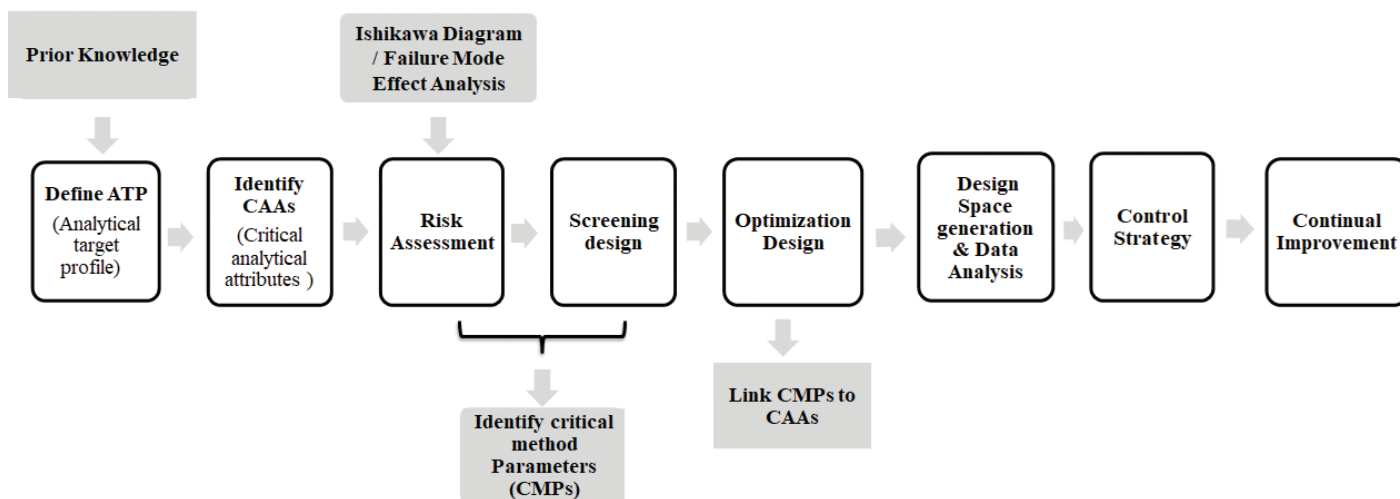 Prior Knowledge
Ishikawa Diagram
/ Failure Mode
Effect Analysis
Define ATP
(Analytical
target
profile)
Identify
CAAs
(Critical
analytical
attributes )
Risk
Assessment
Screening
design
Optimization
Design
Design
Space
generation
& Data
Analysis
Control
Strategy
Continual
Improvement
Identify critical
method
Parameters
(CMPs)
Link CMPs to
CAAs